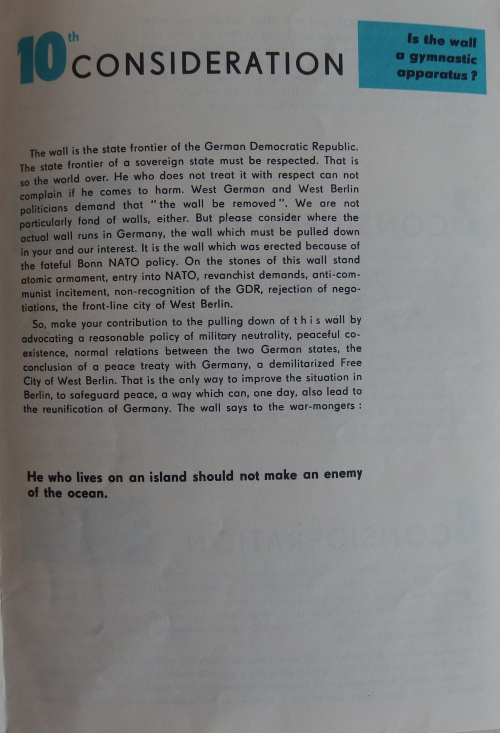 10th CONSIDERATION
Is the wall
a gymnastic
apparatus?
The wall is the state frontier of the German Democratic Republic.
The state frontier of a sovereign state must be respected. That is
so the world over. He who does not treat it with respect can not
complain if he comes to harm. West German and West Berlin
politicians demand that "the wall be removed". We are not
particularly fond of walls, either. But please consider where the
actual wall runs in Germany, the wall which must be pulled down
in your and our interest. It is the wall which was erected because of
the fateful Bonn NATO policy. On the stones of this wall stand
atomic armament, entry into NATO, revanchist demands, anti-com-
munist incitement, non-recognition of the GDR, rejection of nego-
tiations, the front-line city of West Berlin.
So, make your contribution to the pulling down of this wall by
advocating a reasonable policy of military neutrality, peaceful co-
existence, normal relations between the two German states, the
conclusion of a peace treaty with Germany, a demilitarized Free
City of West Berlin. That is the only way to improve the situation in
Berlin, to safeguard peace, a way which can, one day, also lead to
the reunification of Germany. The wall says to the war-mongers :
He who lives on an island should not make an enemy
of the ocean.